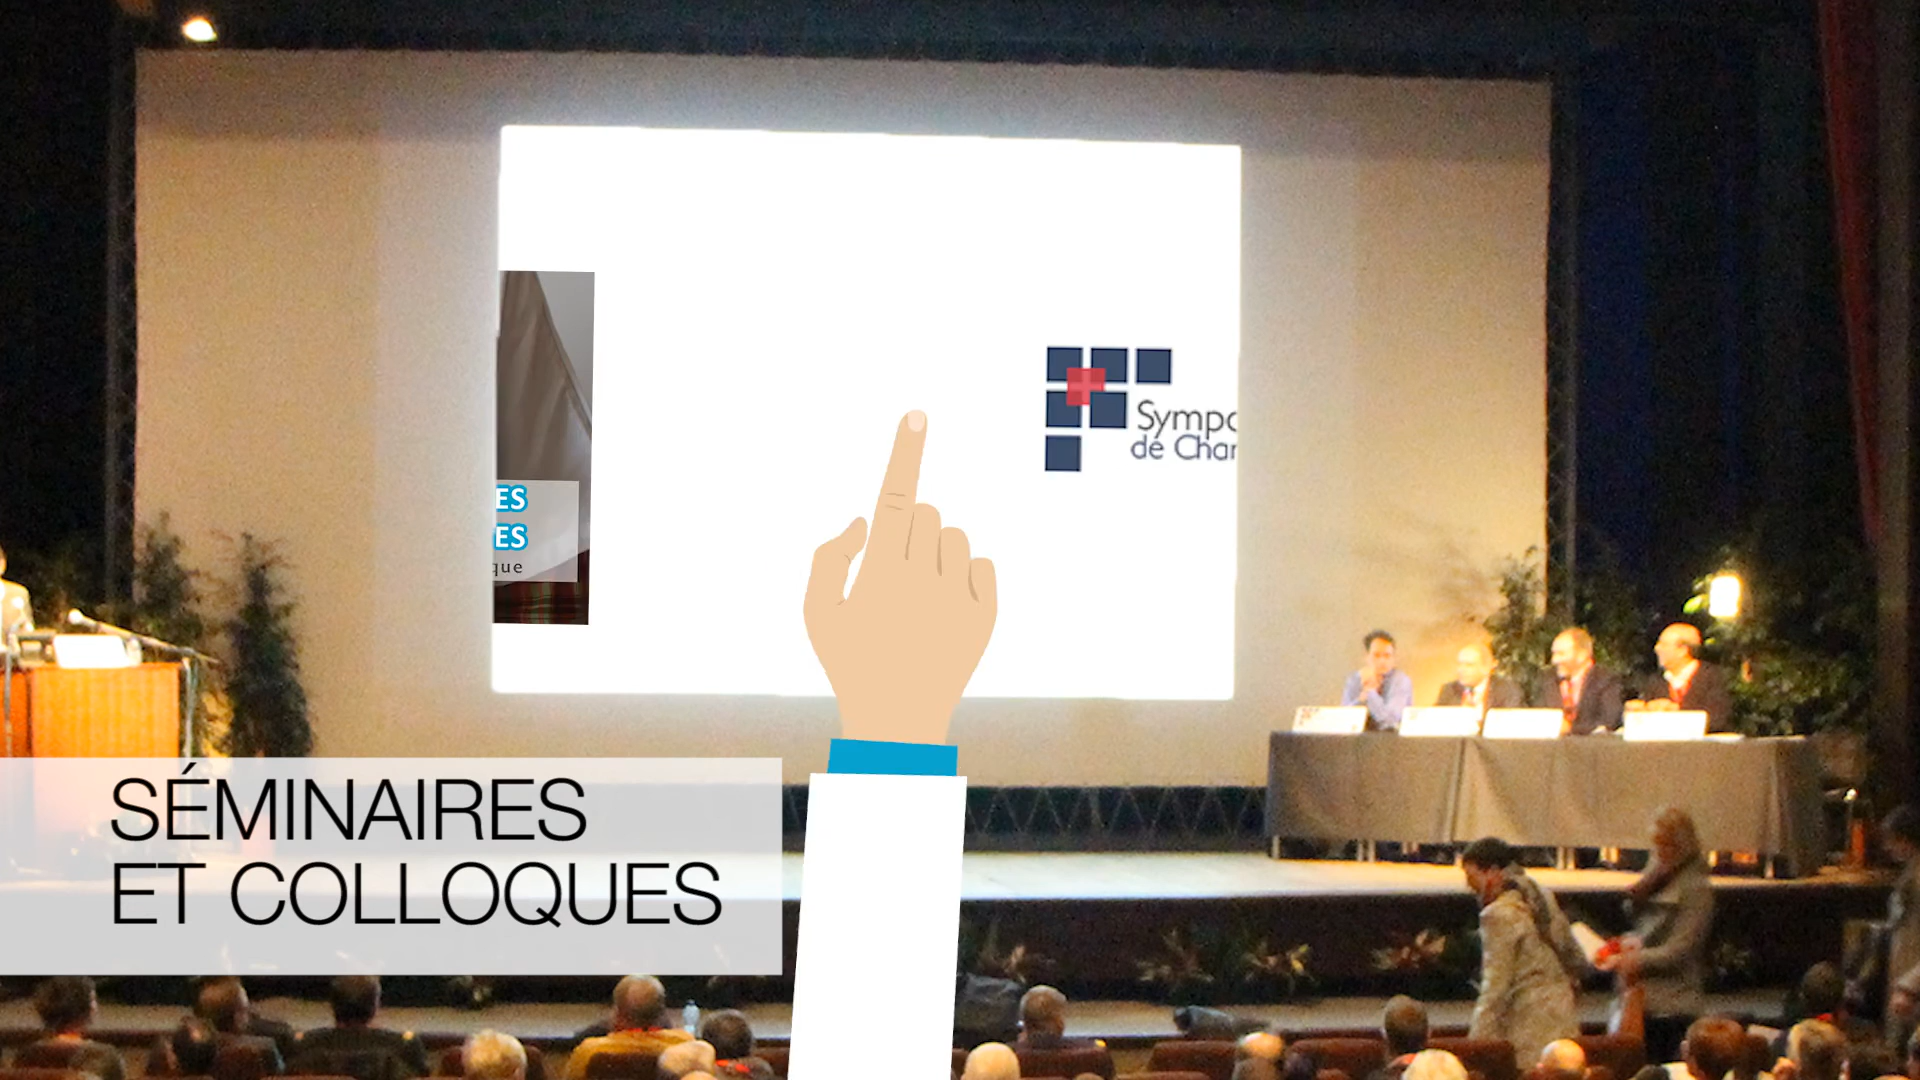 ES
ES
que
Sympo
de Char
SÉMINAIRES
ET COLLOQUES